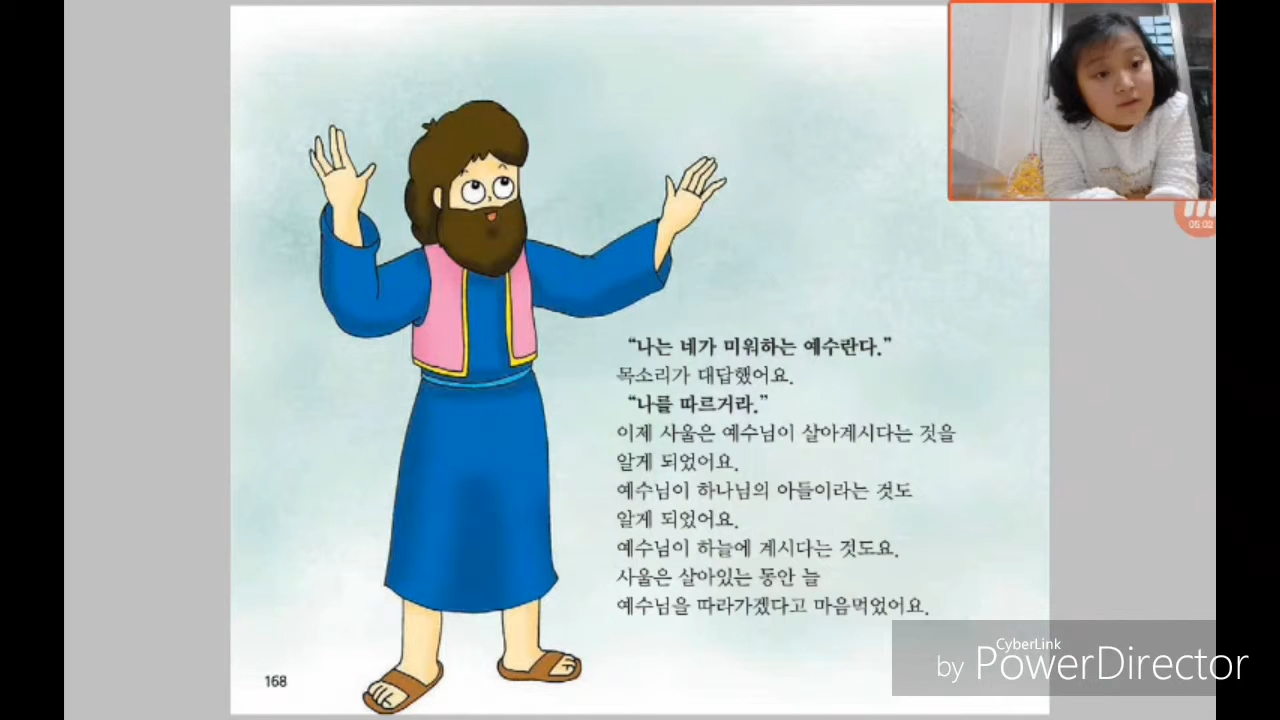 “나는 네가 미워하는 예수란다.”
목소리가 대답했어요.
“나를 따르거라.”
이제 사울은 예수님이 살아계시다는 것을
알게 되었어요.
예수님이 하나님의 아들이라는 것도
알게 되었어요.
예수님이 하늘에 계시다는 것도요.
사울은 살아있는 동안 늘
예수님을 따라가겠다고 마음먹었어요.
168
05:02
CyberLink
by PowerDirector